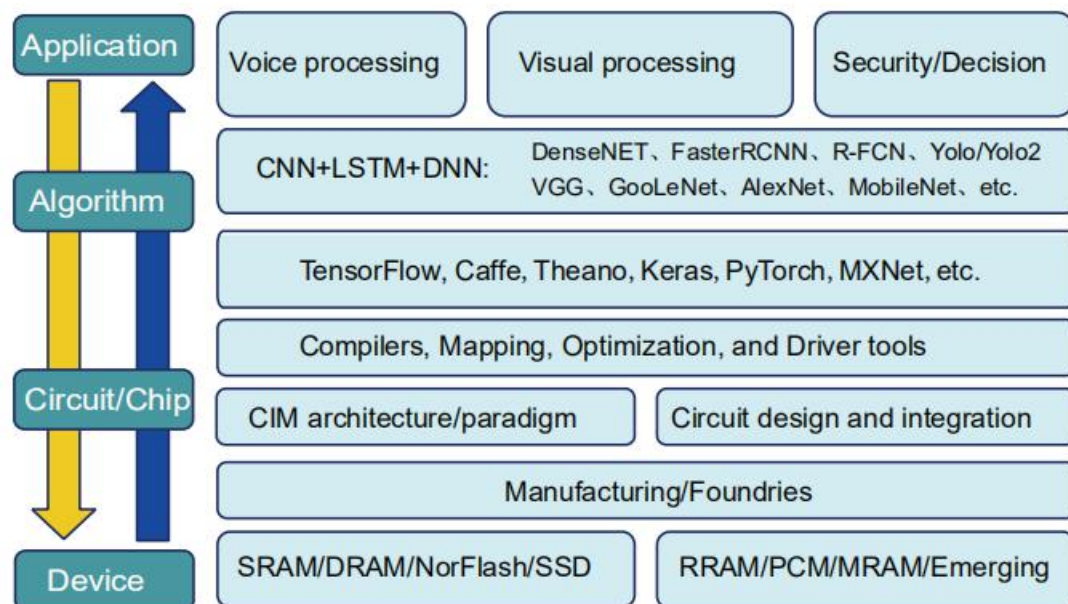 Application
Voice processing
Visual processing
Security/Decision
Algorithm
CNN+LSTM+DNN:
DenseNET、FasterRCNN、R-FCN、Yolo/Yolo2
VGG、GooLeNet、AlexNet、MobileNet、etc.
TensorFlow, Caffe, Theano, Keras, PyTorch, MXNet, etc.
Compilers, Mapping, Optimization, and Driver tools
Circuit/Chip
CIM architecture/paradigm
Circuit design and integration
Manufacturing/Foundries
Device
SRAM/DRAM/NorFlash/SSD
RRAM/PCM/MRAM/Emerging